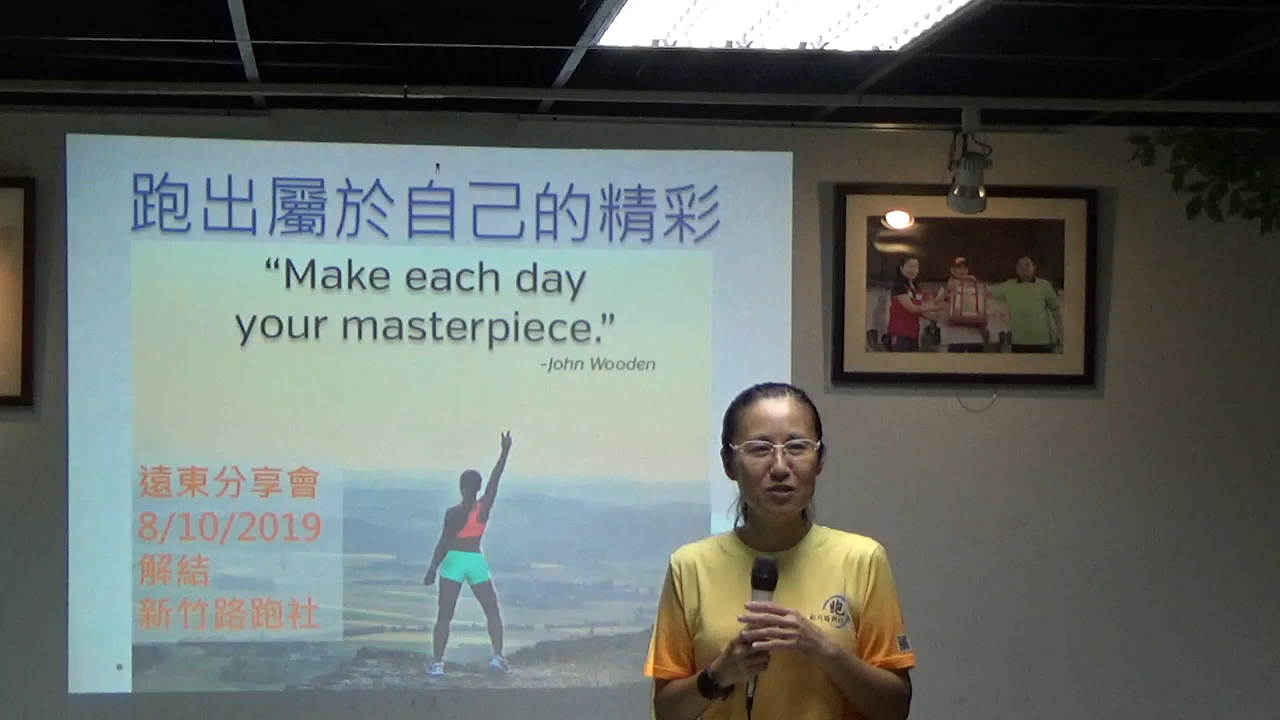 跑出屬於自己的精彩
“Make each day
your masterpiece.”
-John Wooden
遠東分享會
8/10/2019
解結
新竹路跑社
跑